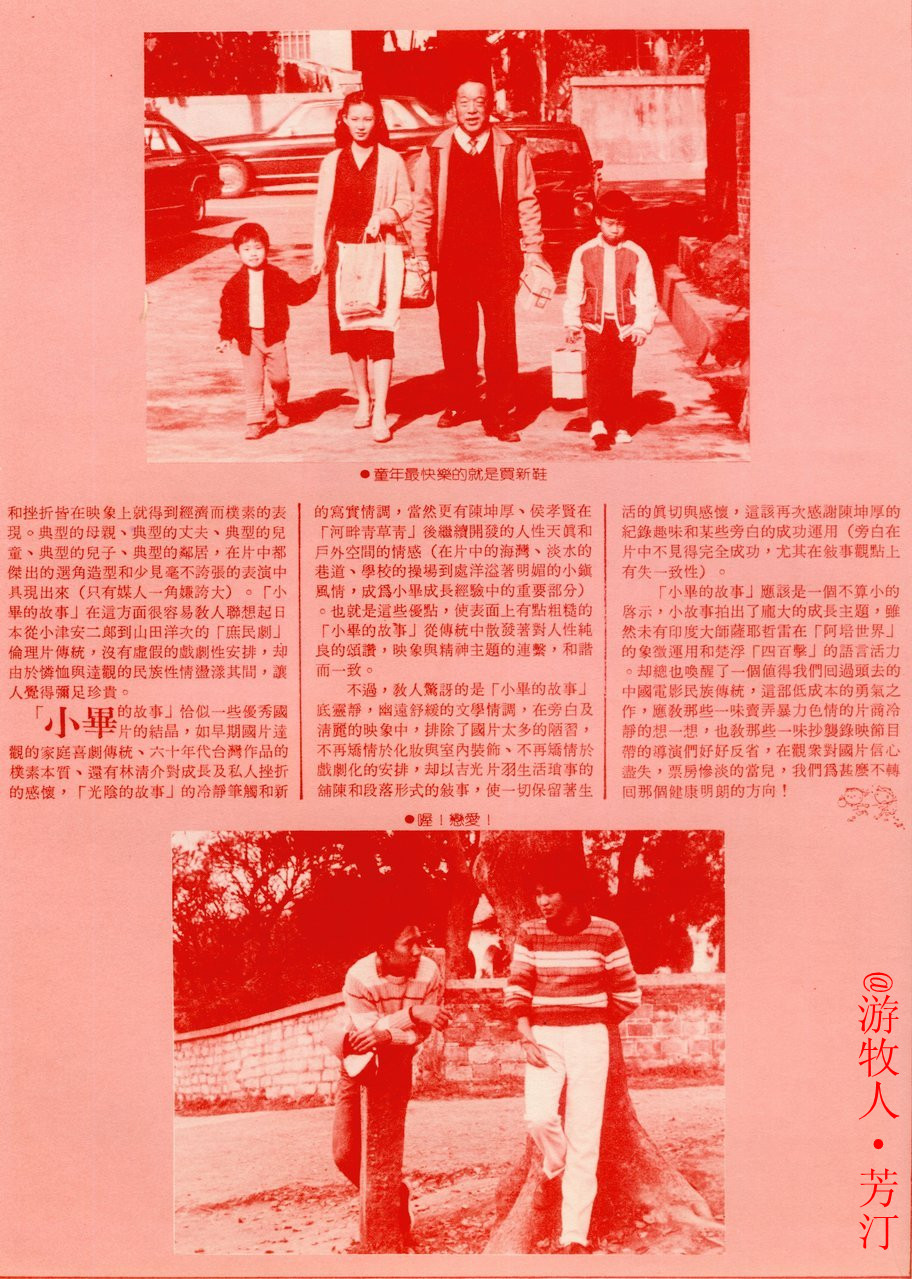 ●童年最快樂的就是買新鞋
和挫折皆在映象上就得到經濟而樸素的表
現。典型的母親、典型的丈夫、典型的兒
童、典型的兒子、典型的鄰居，在片中都
傑出的選角造型和少見毫不誇張的表演中
具現出來（只有媒人一角嫌誇大）。「小
畢的故事」在這方面很容易敎人聯想起日
本從小津安二郎到山田洋次的「庶民劇」
倫理片傳統，沒有虛假的戲劇性安排，却
由於憐恤與達觀的民族性情盪漾其間，讓
人覺得彌足珍貴。
「小畢的故事」恰似一些優秀國
片的結晶，如早期國片達
觀的家庭喜劇傳統、六十年代台灣作品的
樸素本質、還有林清介對成長及私人挫折
的感懷，「光陰的故事」的冷靜筆觸和新
的寫實情調，當然更有陳坤厚、侯孝賢在
「河畔青草靑」後繼續開發的人性天眞和
戶外空間的情感（在片中的海灣、淡水的
巷道、學校的操場到處洋溢著明媚的小鎭
風情，成爲小畢成長經驗中的重要部分）
。也就是這些優點，使表面上有點粗糙的
「小畢的故事」從傳統中散發著對人性純
良的頌讚，映象與精神主題的連繫，和諧
而一致。
不過，敎人驚訝的是「小畢的故事」
底靈靜，幽遠舒緩的文學情調，在旁白及
淸麗的映象中，排除了國片太多的陋習，
不再矯情於化妝與室內裝飾、不再矯情於
戲劇化的安排，却以吉光片羽生活瑣事的
舖陳和段落形式的敍事，使一切保留著生
活的眞切與感懷，這該再次感謝陳坤厚的
紀錄趣味和某些旁白的成功運用（旁白在
片中不見得完全成功，尤其在敍事觀點上
有失一致性）。
「小畢的故事」應該是一個不算小的
啓示，小故事拍出了龐大的成長主題，雖
然未有印度大師薩耶哲雷在「阿培世界」
的象徵運用和楚浮「四百擊」的語言活力
。却總也喚醒了一個值得我們回過頭去的
中國電影民族傳統，這部低成本的勇氣之
作，應敎那些一味賣弄暴力色情的片商冷
靜的想一想，也敎那些一味抄襲錄映節目
帶的導演們好好反省，在觀衆對國片信心
盡失，票房慘淡的當兒，我們爲甚麽不轉
回那個健康明朗的方向！
●喔！戀愛！
@游牧人•芳汀